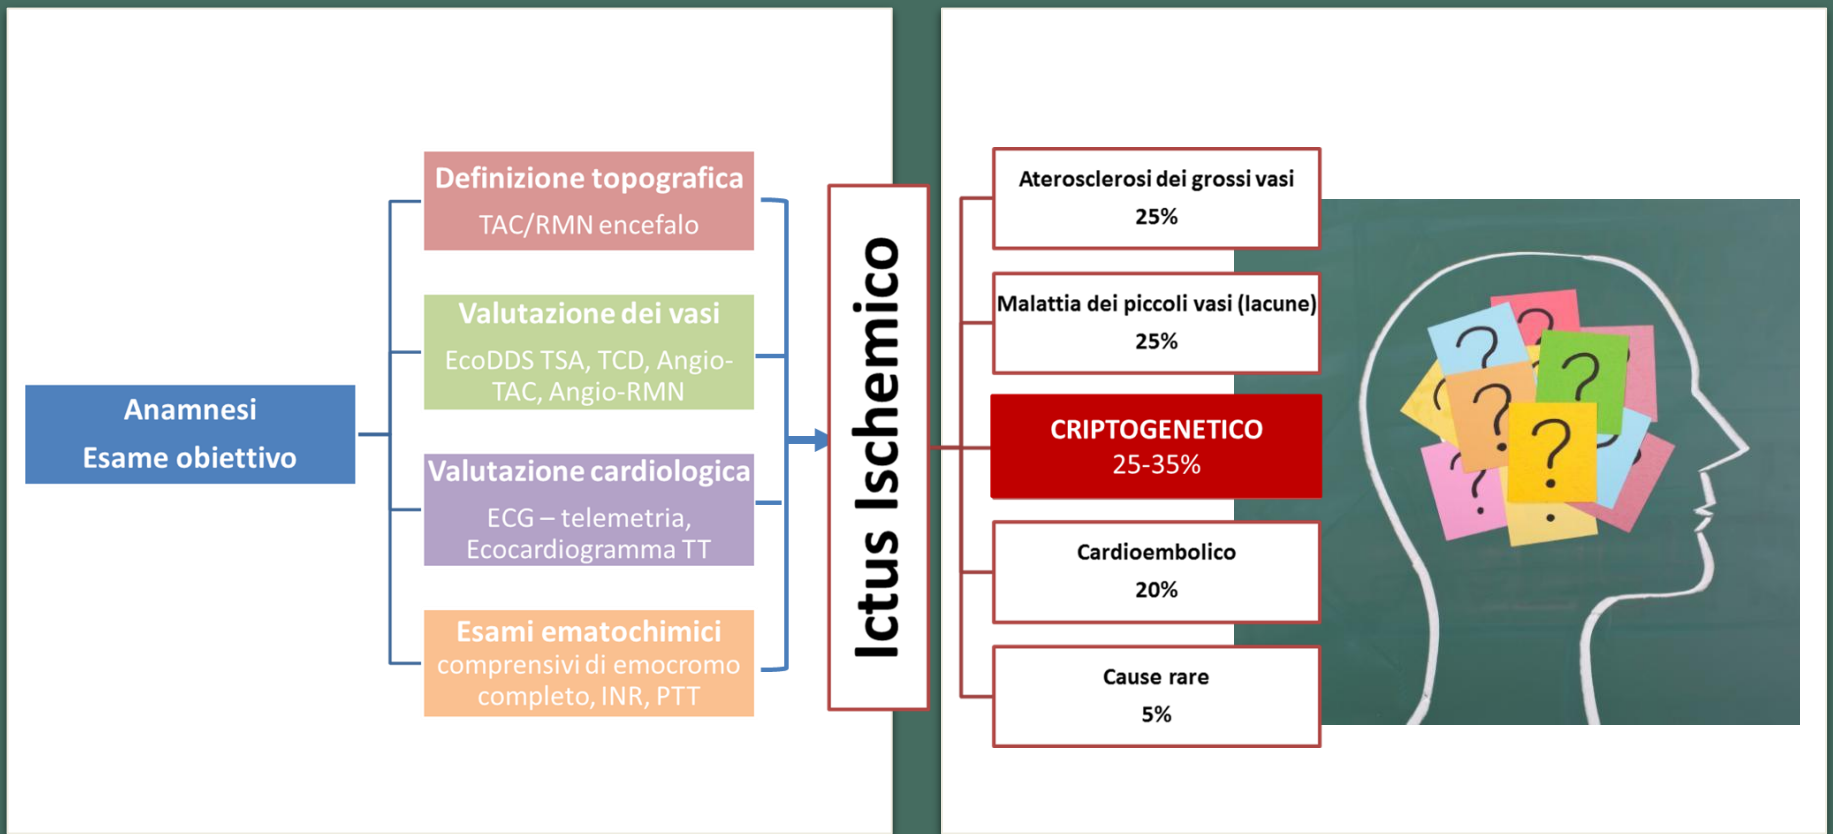 Anamnesi
Esame obiettivo
Definizione topografica
TAC/RMN encefalo
Valutazione dei vasi
EcoDDS TSA, TCD, Angio-
TAC, Angio-RMN
Valutazione cardiologica
ECG – telemetria,
Ecocardiogramma TT
Esami ematochimici
comprensivi di emocromo
completo, INR, PTT
Ictus Ischemico
Aterosclerosi dei grossi vasi
25%
Malattia dei piccoli vasi (lacune)
25%
CRIPTOGENETICO
25-35%
Cardioembolico
20%
Cause rare
5%
?
?
?
?
?
?